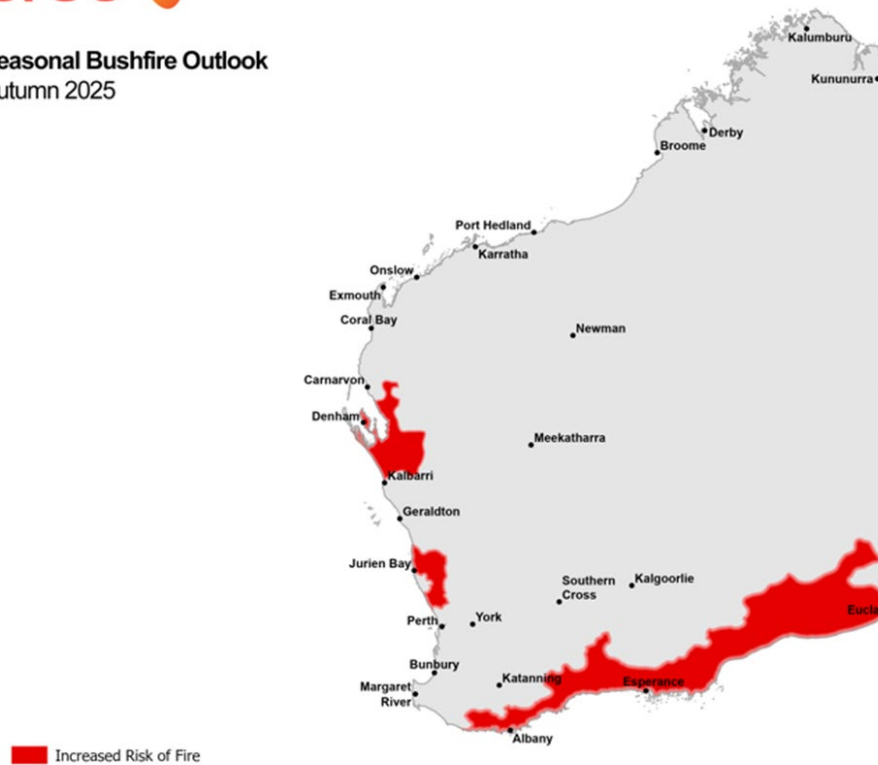 easonal Bushfire Outlook
utumn 2025
Kalumburu
Kununurra
Derby
Broome
Port Hedland
Karratha
Onslow
Exmouth
Coral Bay
Newman
Carnarvon
Denham
Meekatharra
Kalbarri
Geraldton
Jurien Bay
Southern
Cross
Kalgoorlie
Eucla
Perth
York
Bunbury
Katanning
Margaret
River
Esperance
Albany
Increased Risk of Fire